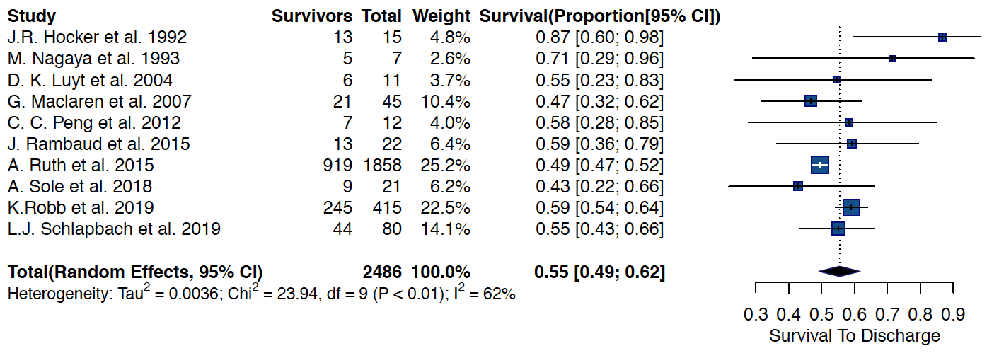 Study Survivors Total Weight Survival(Proportion[95% CI])
J.R. Hocker et al. 1992 13 15 4.8% 0.87 [0.60; 0.98]
M. Nagaya et al. 1993 5 7 2.6% 0.71 [0.29; 0.96]
D. K. Luyt et al. 2004 6 11 3.7% 0.55 [0.23; 0.83]
G. Maclaren et al. 2007 21 45 10.4% 0.47 [0.32; 0.62]
C. C. Peng et al. 2012 7 12 4.0% 0.58 [0.28; 0.85]
J. Rambaud et al. 2015 13 22 6.4% 0.59 [0.36; 0.79]
A. Ruth et al. 2015 919 1858 25.2% 0.49 [0.47; 0.52]
A. Sole et al. 2018 9 21 6.2% 0.43 [0.22; 0.66]
K.Robb et al. 2019 245 415 22.5% 0.59 [0.54; 0.64]
L.J. Schlapbach et al. 2019 44 80 14.1% 0.55 [0.43; 0.66]
Total(Random Effects, 95% CI) 2486 100.0% 0.55 [0.49; 0.62]
Heterogeneity: Tau² = 0.0036; Chi² = 23.94, df = 9 (P < 0.01); I² = 62%
0.3 0.4 0.5 0.6 0.7 0.8 0.9
Survival To Discharge